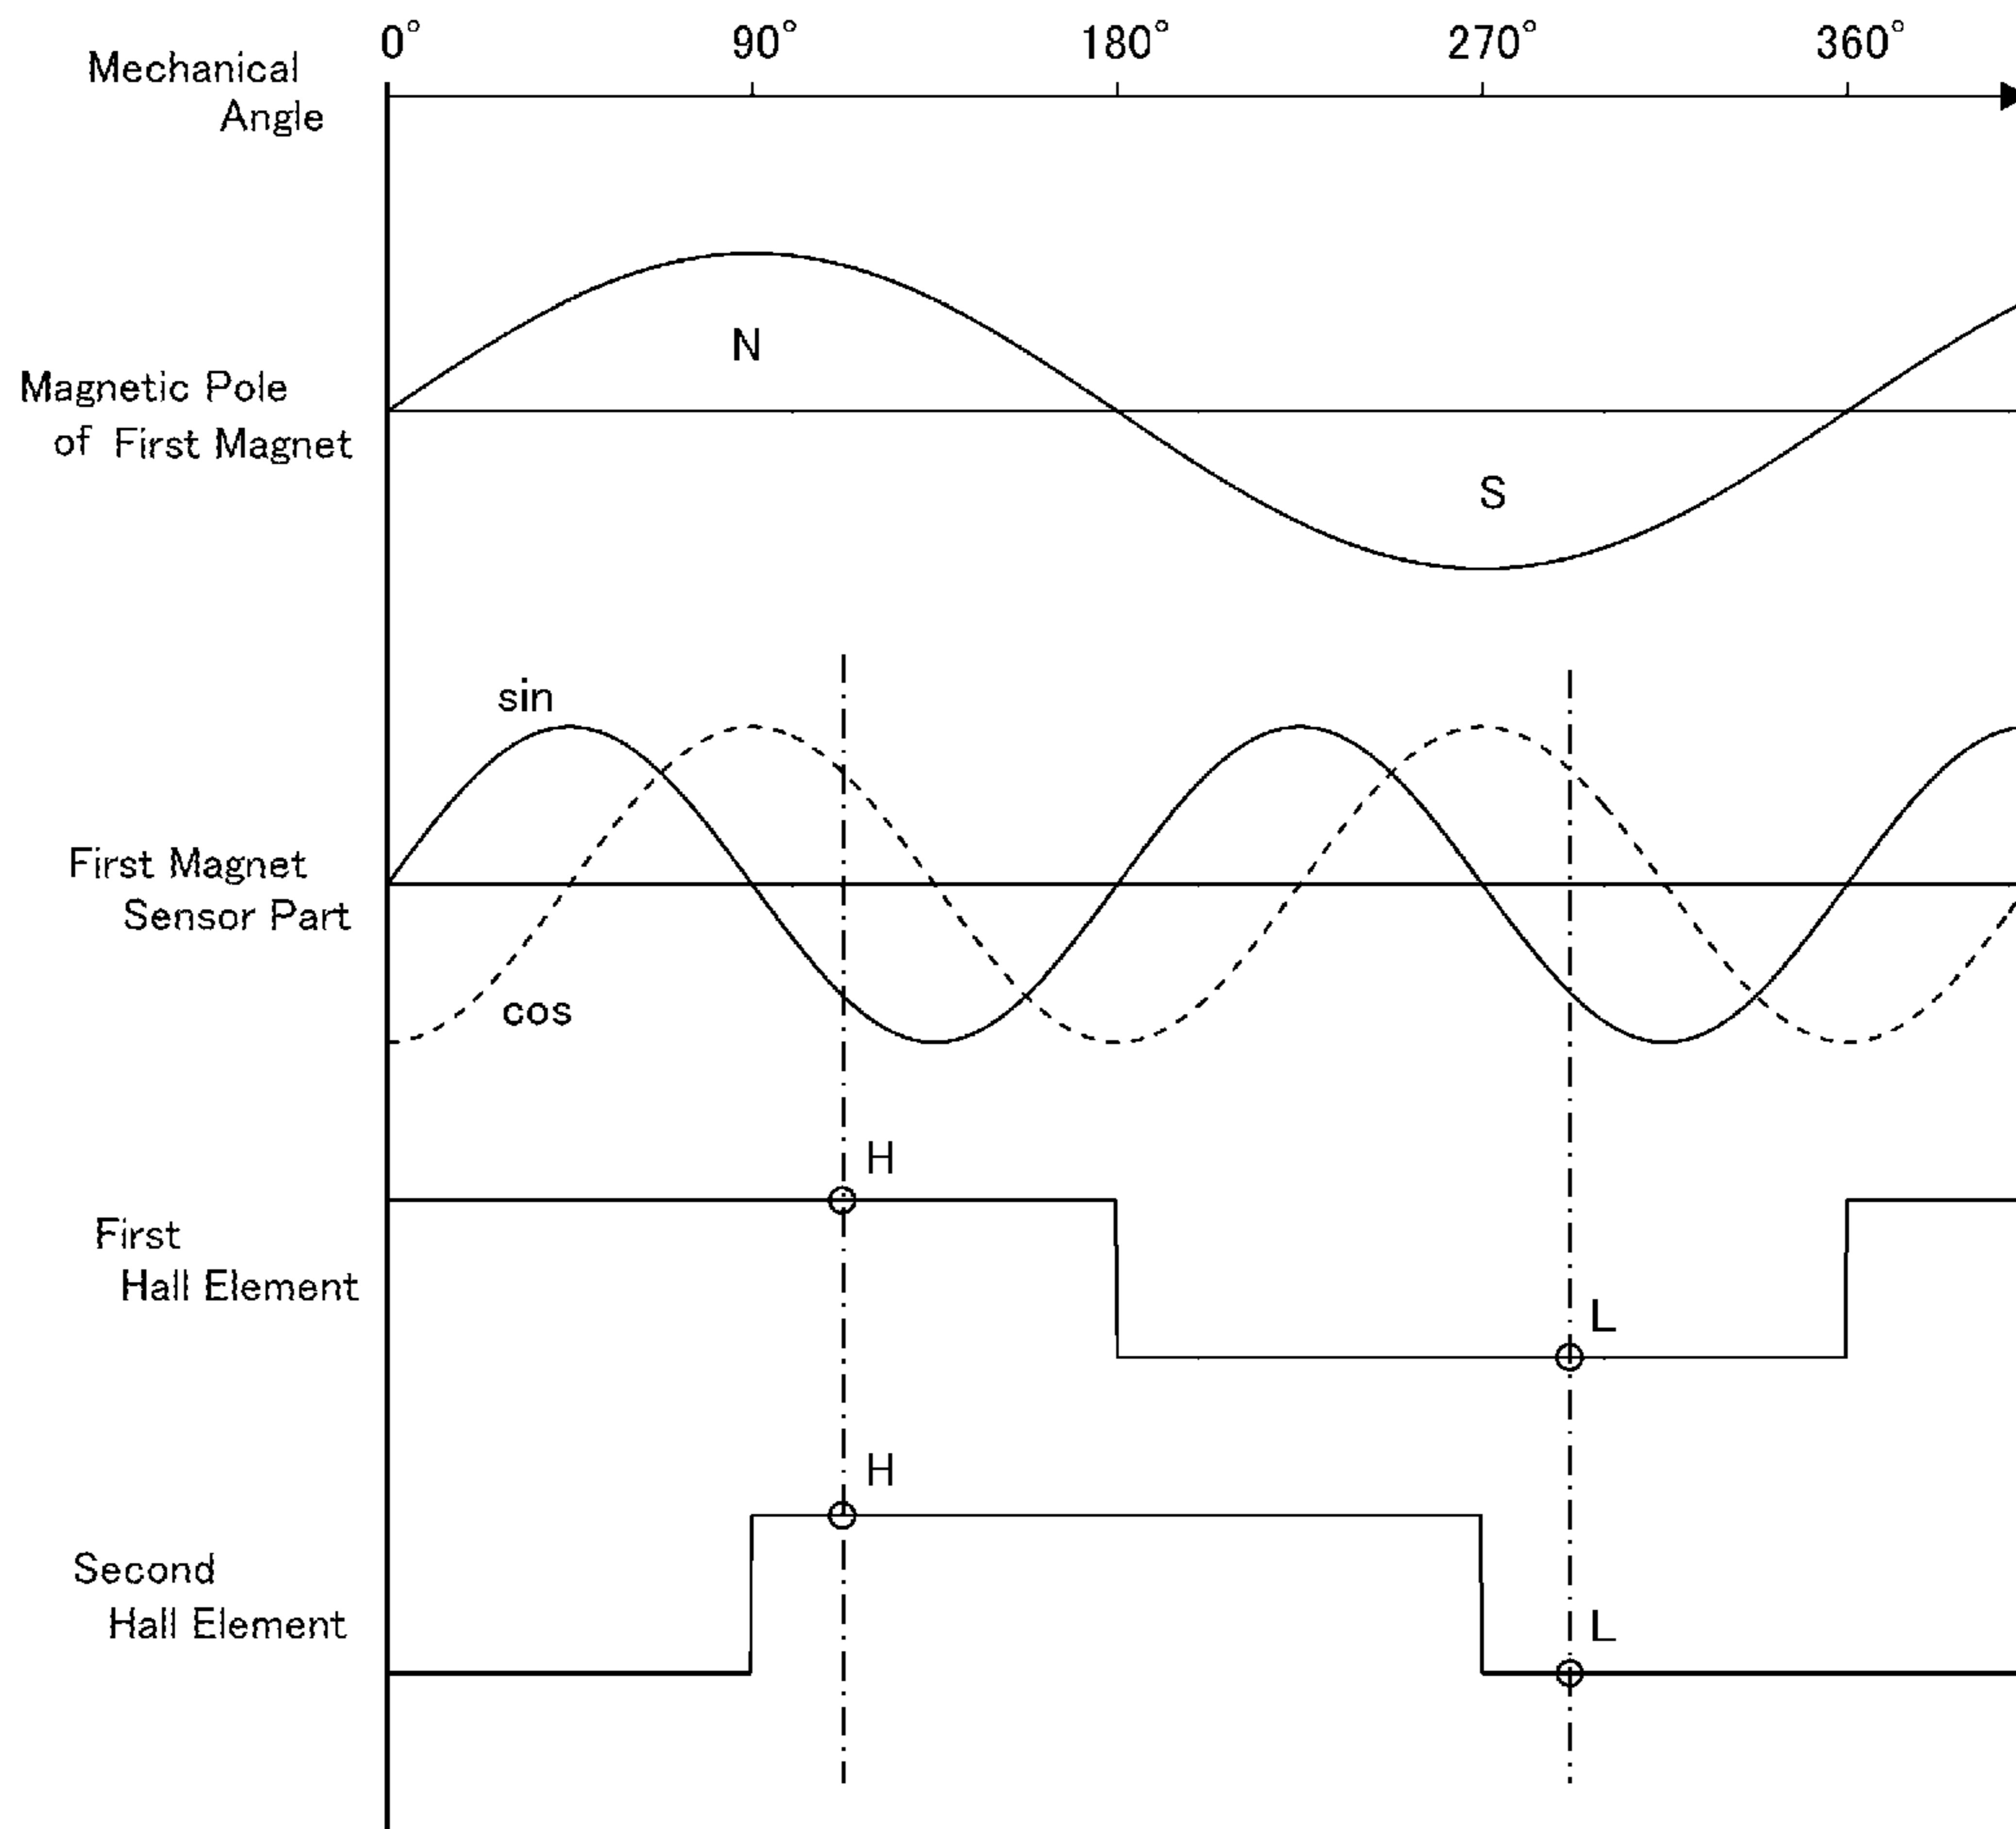 0° 90° 180° 270° 360°
Mechanical
Angle
N
Magnetic Pole
of First Magnet
S
sin
First Magnet
Sensor Part
cos
H
First
Hall Element
L
H
Second
Hall Element
L